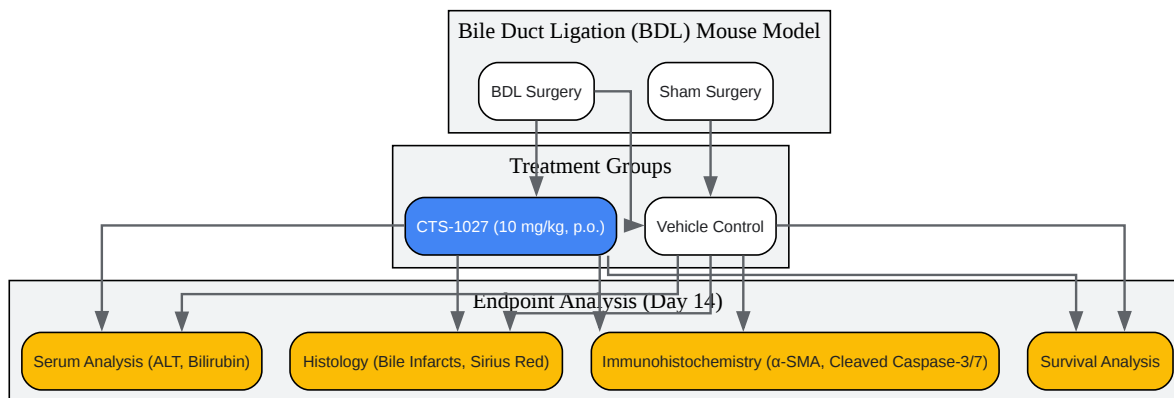 Bile Duct Ligation (BDL) Mouse Model
BDL Surgery
Sham Surgery
Treatment Groups
CTS-1027 (10 mg/kg, p.o.)
Vehicle Control
Endpoint Analysis (Day 14)
Serum Analysis (ALT, Bilirubin)
Histology (Bile Infarcts, Sirius Red)
Immunohistochemistry (α-SMA, Cleaved Caspase-3/7)
Survival Analysis